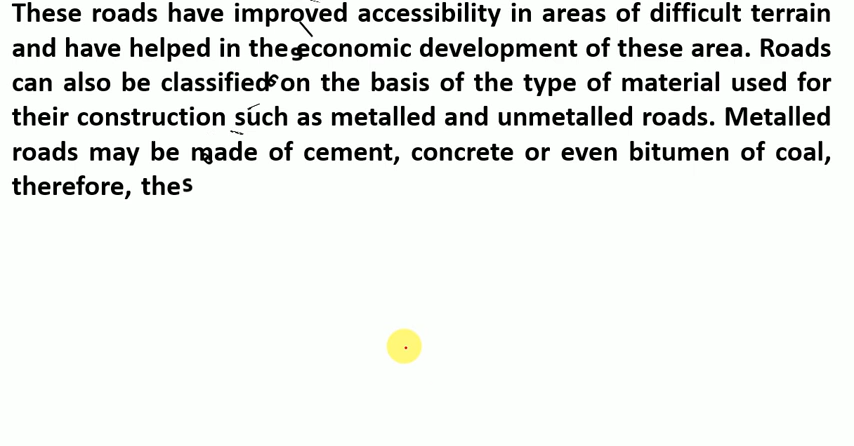 These roads have improved accessibility in areas of difficult terrain
and have helped in the economic development of these area. Roads
can also be classified on the basis of the type of material used for
their construction such as metalled and unmetalled roads. Metalled
roads may be made of cement, concrete or even bitumen of coal,
therefore, thes